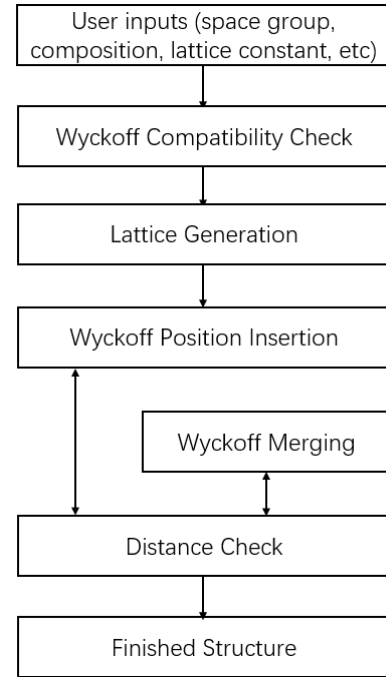 User inputs (space group,
composition, lattice constant, etc)
Wyckoff Compatibility Check
Lattice Generation
Wyckoff Position Insertion
Wyckoff Merging
Distance Check
Finished Structure